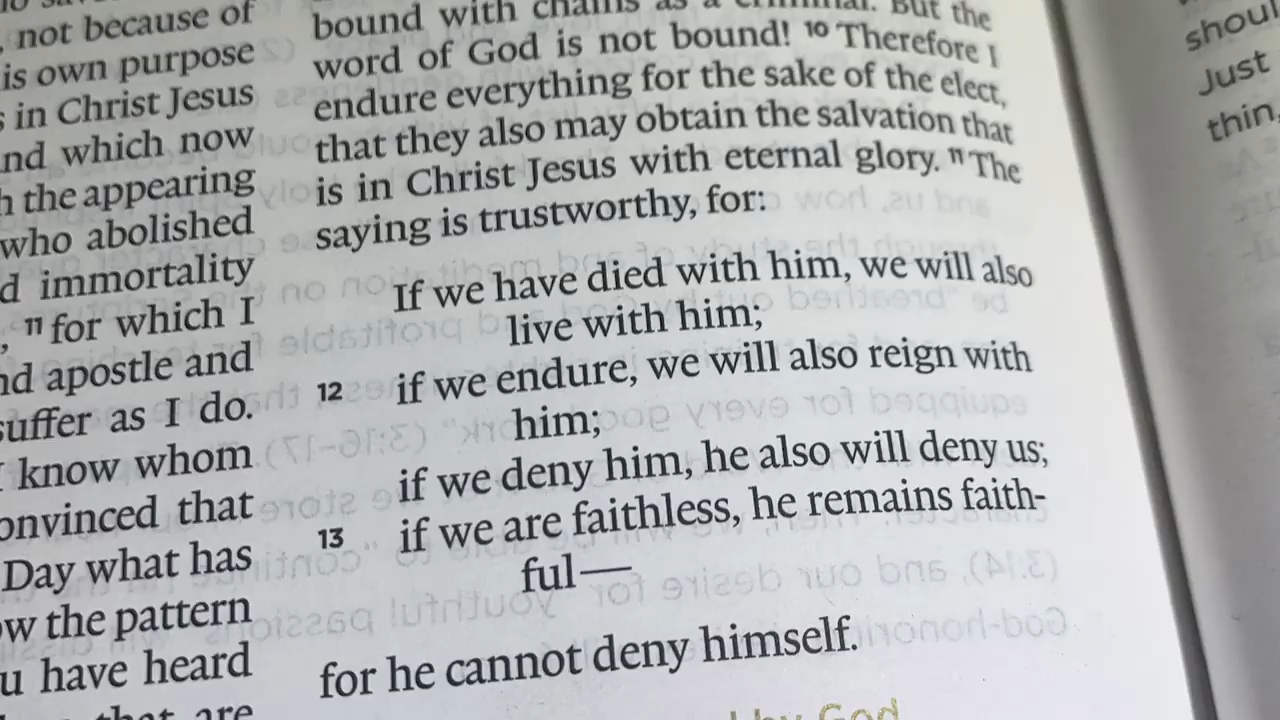 not because of
is own purpose
in Christ Jesus
nd which now
the appearing
who abolished
d immortality
, 11 for which I
nd apostle and
suffer as I do.
know whom
onvinced that
Day what has
ow the pattern
u have heard
that are
bound with chains as a criminal. But the
word of God is not bound! 10 Therefore I
endure everything for the sake of the elect,
that they also may obtain the salvation that
is in Christ Jesus with eternal glory. 11 The
saying is trustworthy, for:
If we have died with him, we will also
live with him;
12 if we endure, we will also reign with
him;
if we deny him, he also will deny us;
13 if we are faithless, he remains faith-
ful—
for he cannot deny himself.
by God
shoul
Just
thin